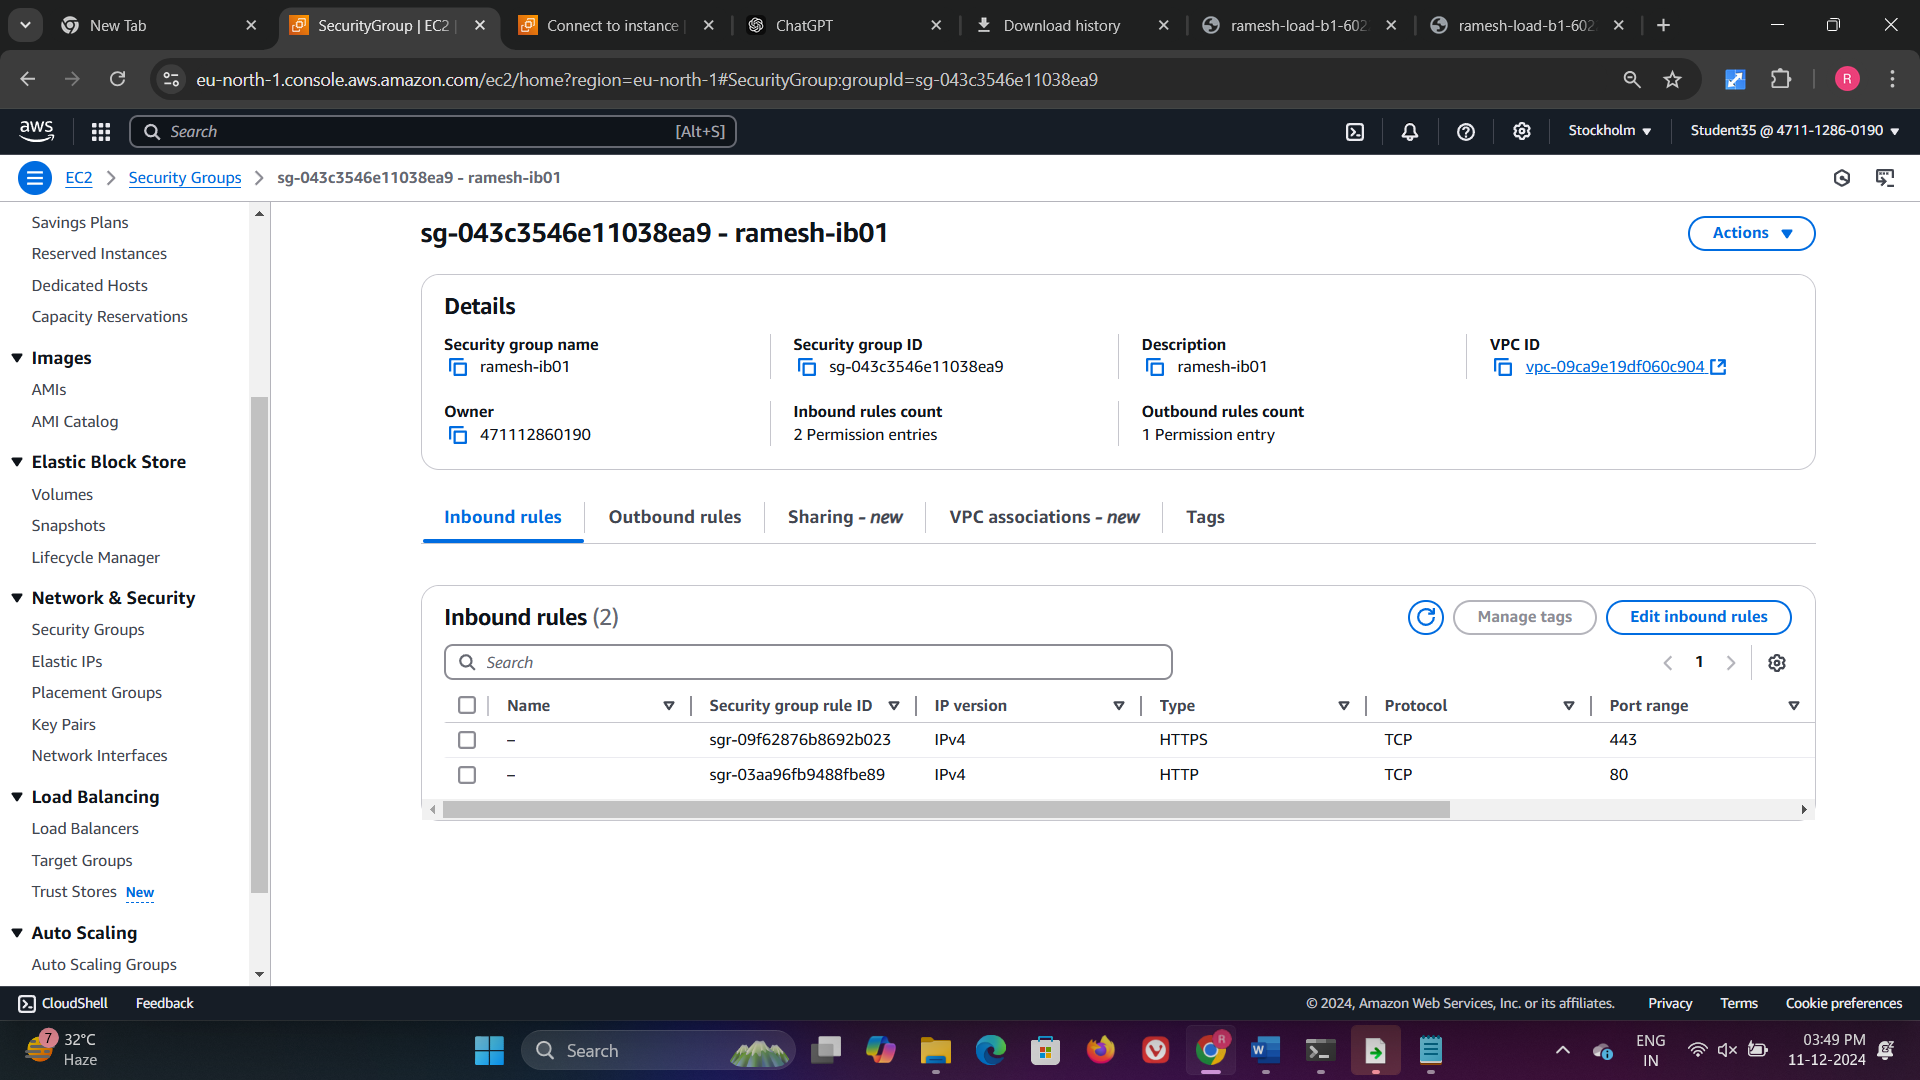 New Tab
SecurityGroup | EC2 |
Connect to instance |
ChatGPT
Download history
ramesh-load-b1-602
ramesh-load-b1-602
eu-north-1.console.aws.amazon.com/ec2/home?region=eu-north-1#SecurityGroup:groupId=sg-043c3546e11038ea9
R
aws
Search
[Alt+S]
Stockholm
Student35 @ 4711-1286-0190
EC2
Security Groups
sg-043c3546e11038ea9 - ramesh-ib01
Savings Plans
Reserved Instances
Dedicated Hosts
Capacity Reservations
Images
AMIs
AMI Catalog
Elastic Block Store
Volumes
Snapshots
Lifecycle Manager
Network & Security
Security Groups
Elastic IPs
Placement Groups
Key Pairs
Network Interfaces
Load Balancing
Load Balancers
Target Groups
Trust Stores New
Auto Scaling
Auto Scaling Groups
sg-043c3546e11038ea9 - ramesh-ib01
Actions
Details
Security group name
ramesh-ib01
Security group ID
sg-043c3546e11038ea9
Description
ramesh-ib01
VPC ID
vpc-09ca9e19df060c904
Owner
471112860190
Inbound rules count
2 Permission entries
Outbound rules count
1 Permission entry
Inbound rules
Outbound rules
Sharing - new
VPC associations - new
Tags
Inbound rules (2)
Manage tags
Edit inbound rules
Search
1
Name Security group rule ID IP version Type Protocol Port range
– sgr-09f62876b8692b023 IPv4 HTTPS TCP 443
– sgr-03aa96fb9488fbe89 IPv4 HTTP TCP 80
CloudShell
Feedback
© 2024, Amazon Web Services, Inc. or its affiliates.
Privacy
Terms
Cookie preferences
7
32°C
Haze
Search
R
W
ENG
IN
03:49 PM
11-12-2024